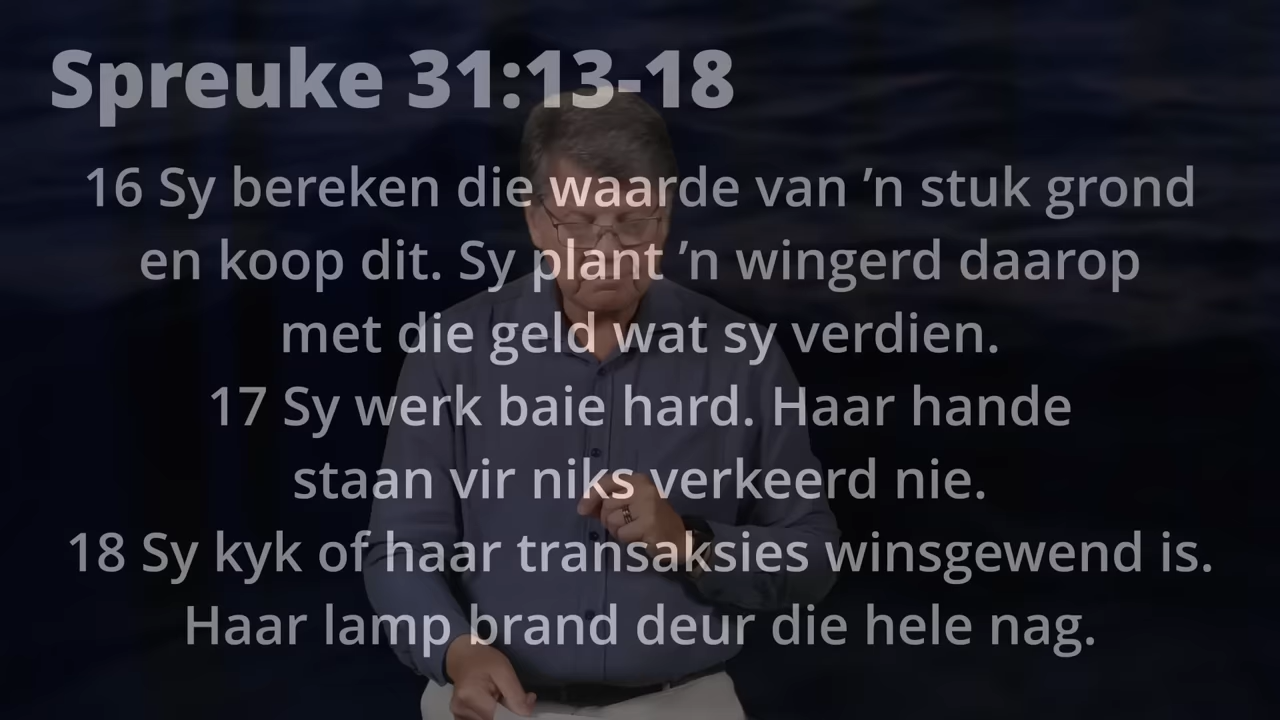 Spreuke 31:13-18
16 Sy bereken die waarde van ’n stuk grond
en koop dit. Sy plant ’n wingerd daarop
met die geld wat sy verdien.
17 Sy werk baie hard. Haar hande
staan vir niks verkeerd nie.
18 Sy kyk of haar transaksies winsgewend is.
Haar lamp brand deur die hele nag.